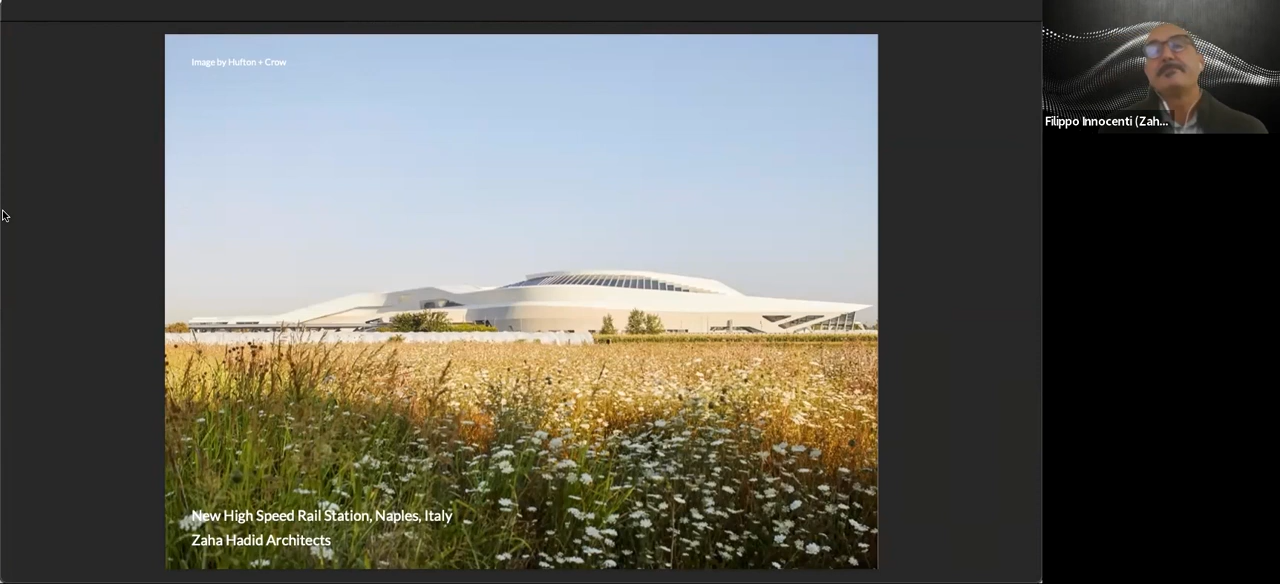 Image by Hufton + Crow
Filippo Innocenti (Zah...
New High Speed Rail Station, Naples, Italy
Zaha Hadid Architects